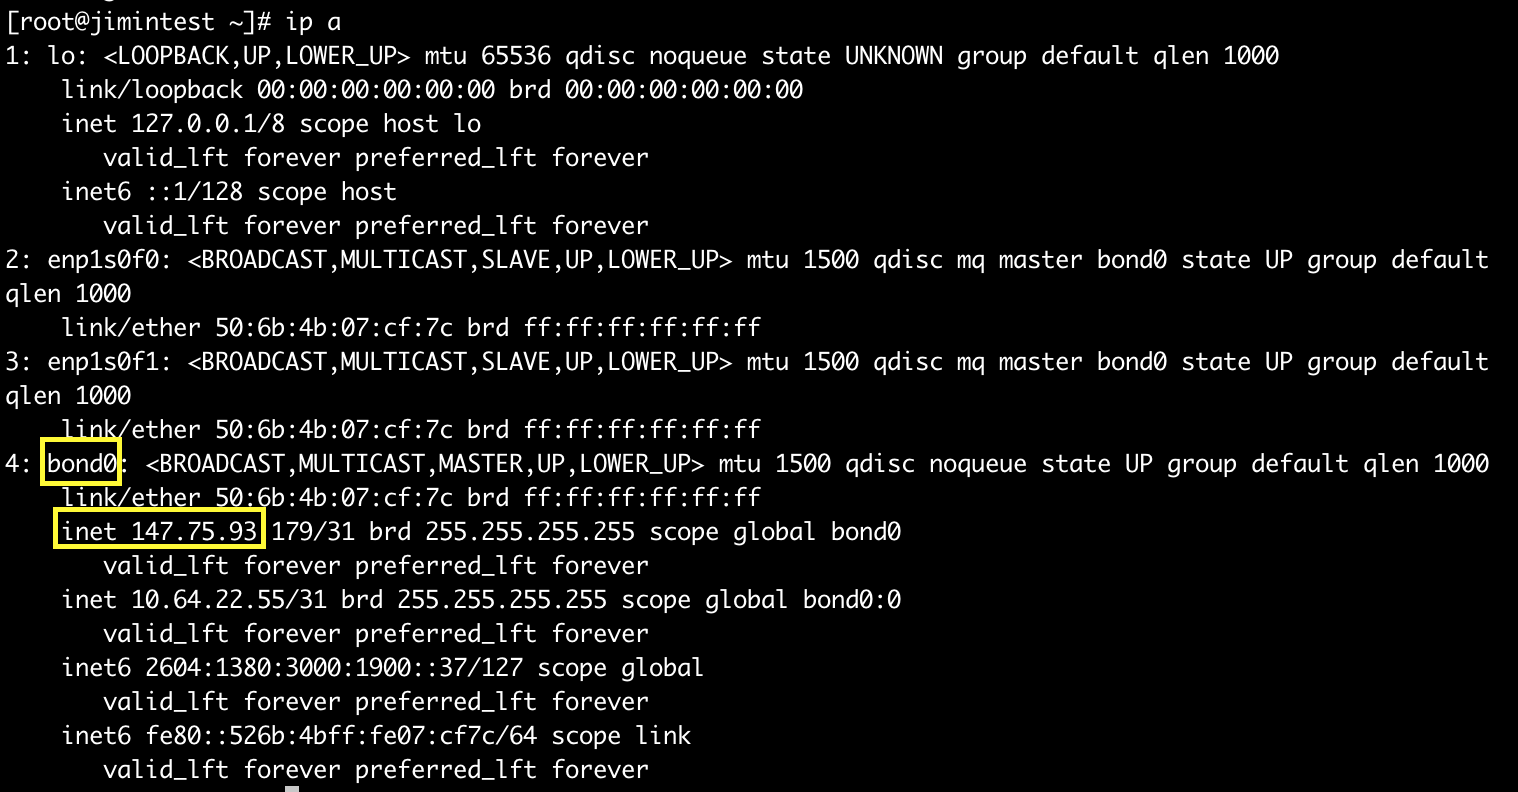 [root@jimintest ~]# ip a
1: lo: <LOOPBACK,UP,LOWER_UP> mtu 65536 qdisc noqueue state UNKNOWN group default qlen 1000
    link/loopback 00:00:00:00:00:00 brd 00:00:00:00:00:00
    inet 127.0.0.1/8 scope host lo
       valid_lft forever preferred_lft forever
    inet6 ::1/128 scope host
       valid_lft forever preferred_lft forever
2: enp1s0f0: <BROADCAST,MULTICAST,SLAVE,UP,LOWER_UP> mtu 1500 qdisc mq master bond0 state UP group default
qlen 1000
    link/ether 50:6b:4b:07:cf:7c brd ff:ff:ff:ff:ff:ff
3: enp1s0f1: <BROADCAST,MULTICAST,SLAVE,UP,LOWER_UP> mtu 1500 qdisc mq master bond0 state UP group default
qlen 1000
    link/ether 50:6b:4b:07:cf:7c brd ff:ff:ff:ff:ff:ff
4: bond0: <BROADCAST,MULTICAST,MASTER,UP,LOWER_UP> mtu 1500 qdisc noqueue state UP group default qlen 1000
    link/ether 50:6b:4b:07:cf:7c brd ff:ff:ff:ff:ff:ff
    inet 147.75.93 179/31 brd 255.255.255.255 scope global bond0
       valid_lft forever preferred_lft forever
    inet 10.64.22.55/31 brd 255.255.255.255 scope global bond0:0
       valid_lft forever preferred_lft forever
    inet6 2604:1380:3000:1900::37/127 scope global
       valid_lft forever preferred_lft forever
    inet6 fe80::526b:4bff:fe07:cf7c/64 scope link
       valid_lft forever preferred_lft forever